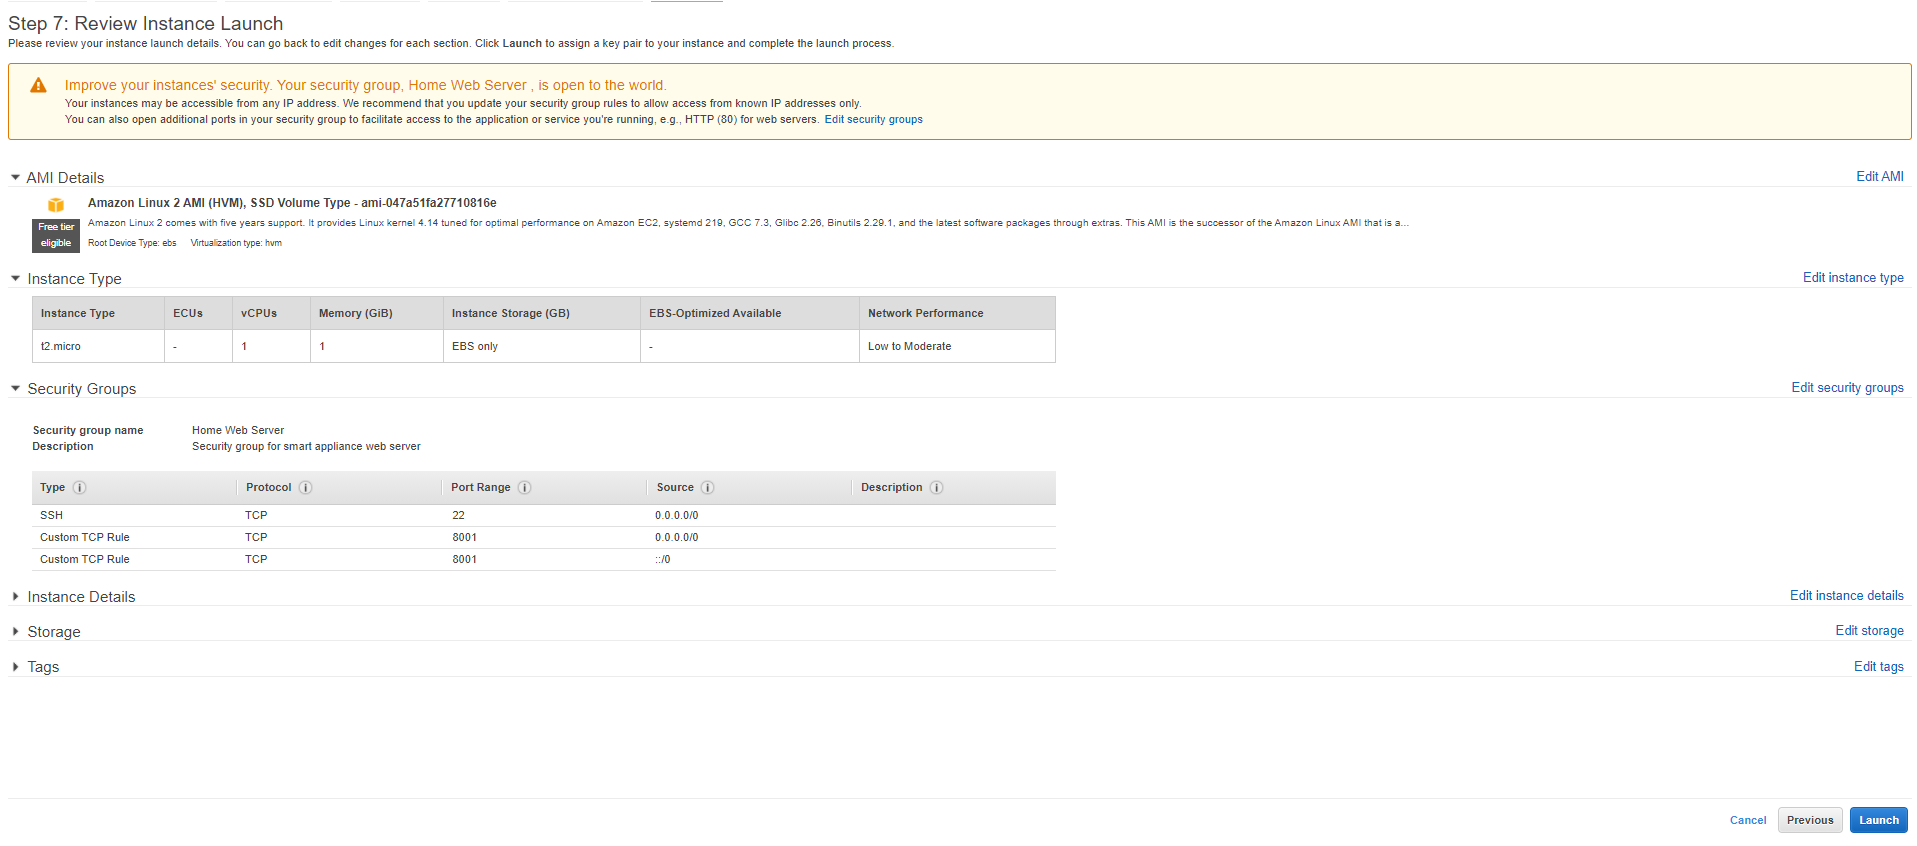 Step 7: Review Instance Launch
Please review your instance launch details. You can go back to edit changes for each section. Click Launch to assign a key pair to your instance and complete the launch process.
Improve your instances' security. Your security group, Home Web Server , is open to the world.
Your instances may be accessible from any IP address. We recommend that you update your security group rules to allow access from known IP addresses only.
You can also open additional ports in your security group to facilitate access to the application or service you're running, e.g., HTTP (80) for web servers. Edit security groups
AMI Details Edit AMI
Amazon Linux 2 AMI (HVM), SSD Volume Type - ami-047a51fa27710816e
Free tier eligible
Amazon Linux 2 comes with five years support. It provides Linux kernel 4.14 tuned for optimal performance on Amazon EC2, systemd 219, GCC 7.3, Glibc 2.26, Binutils 2.29.1, and the latest software packages through extras. This AMI is the successor of the Amazon Linux AMI that is a...
Root Device Type: ebs Virtualization type: hvm
Instance Type Edit instance type
Instance Type ECUs vCPUs Memory (GiB) Instance Storage (GB) EBS-Optimized Available Network Performance
t2.micro - 1 1 EBS only - Low to Moderate
Security Groups Edit security groups
Security group name Home Web Server
Description Security group for smart appliance web server
Type i Protocol i Port Range i Source i Description i
SSH TCP 22 0.0.0.0/0
Custom TCP Rule TCP 8001 0.0.0.0/0
Custom TCP Rule TCP 8001 ::/0
Instance Details Edit instance details
Storage Edit storage
Tags Edit tags
Cancel Previous Launch